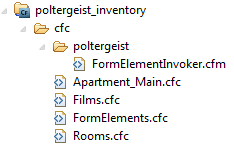 poltergeist_inventory
cfc
poltergeist
FormElementInvoker.cfm
Apartment_Main.cfc
Films.cfc
FormElements.cfc
Rooms.cfc